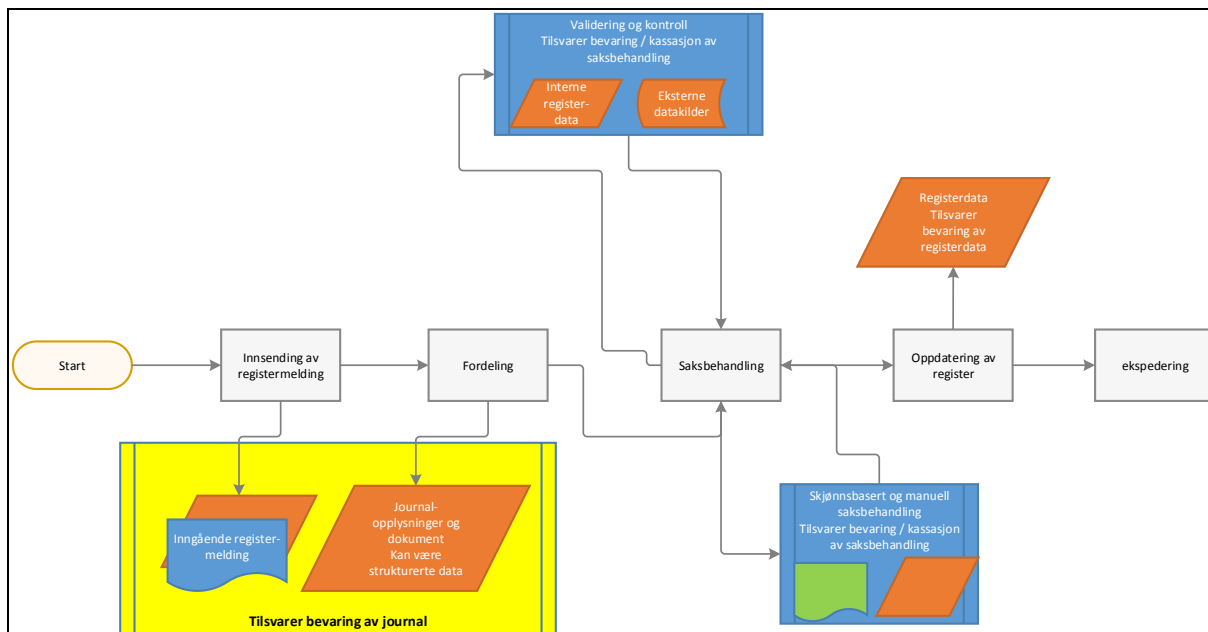 Validering og kontroll
Tilsvarer bevaring / kassasjon av
saksbehandling
Interne
register-
data
Eksterne
datakilder
Registerdata
Tilsvarer
bevaring av
registerdata
Start
Innsending av
registermelding
Fordeling
Saksbehandling
Oppdatering av
register
ekspedering
Inngående register-
melding
Journal-
opplysninger og
dokument
Kan være
strukturerte data
Tilsvarer bevaring av journal
Skjønnsbasert og manuell
saksbehandling
Tilsvarer bevaring / kassasjon
av saksbehandling